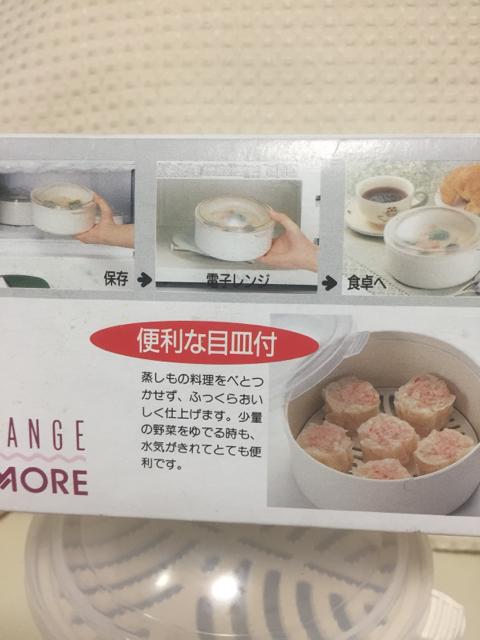 保存
電子レンジ
食卓へ
便利な目皿付
蒸しもの料理をべとつ
かせず、ふっくらおい
しく仕上げます。少量
の野菜をゆでる時も、
水気がきれてとても便
利です。
ANGE
MORE